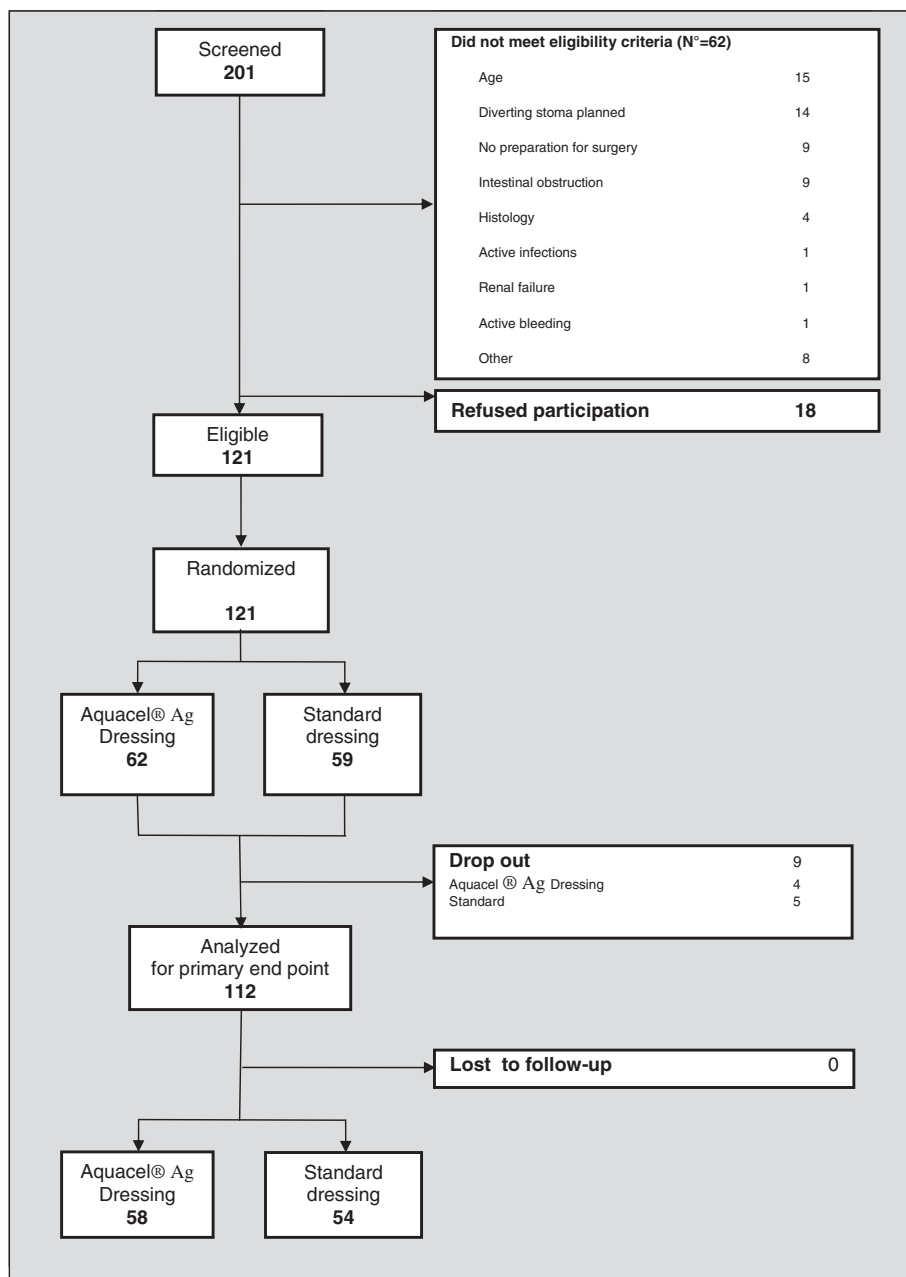 Screened
201
Did not meet eligibility criteria (N°=62)
Age 15
Diverting stoma planned 14
No preparation for surgery 9
Intestinal obstruction 9
Histology 4
Active infections 1
Renal failure 1
Active bleeding 1
Other 8
Refused participation 18
Eligible
121
Randomized
121
Aquacel® Ag
Dressing
62
Standard
dressing
59
Drop out 9
Aquacel ® Ag Dressing 4
Standard 5
Analyzed
for primary end point
112
Lost to follow-up 0
Aquacel® Ag
Dressing
58
Standard
dressing
54